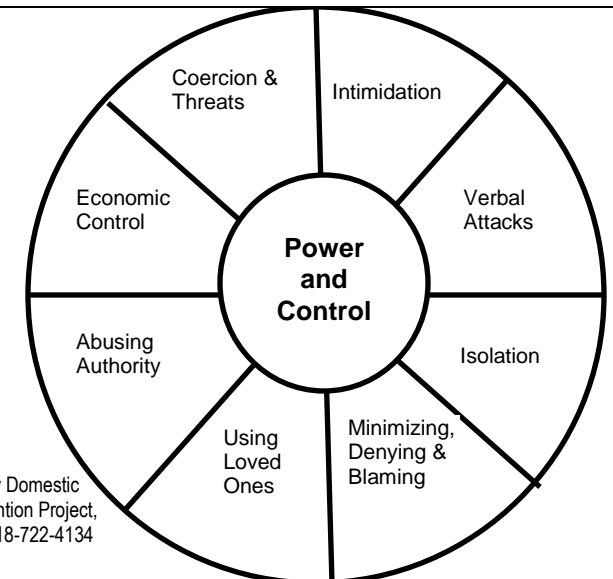 Coercion &
Threats
Intimidation
Verbal
Attacks
Isolation
Minimizing,
Denying &
Blaming
Using
Loved
Ones
Abusing
Authority
Economic
Control
Power
and
Control
Domestic
Project,
18-722-4134